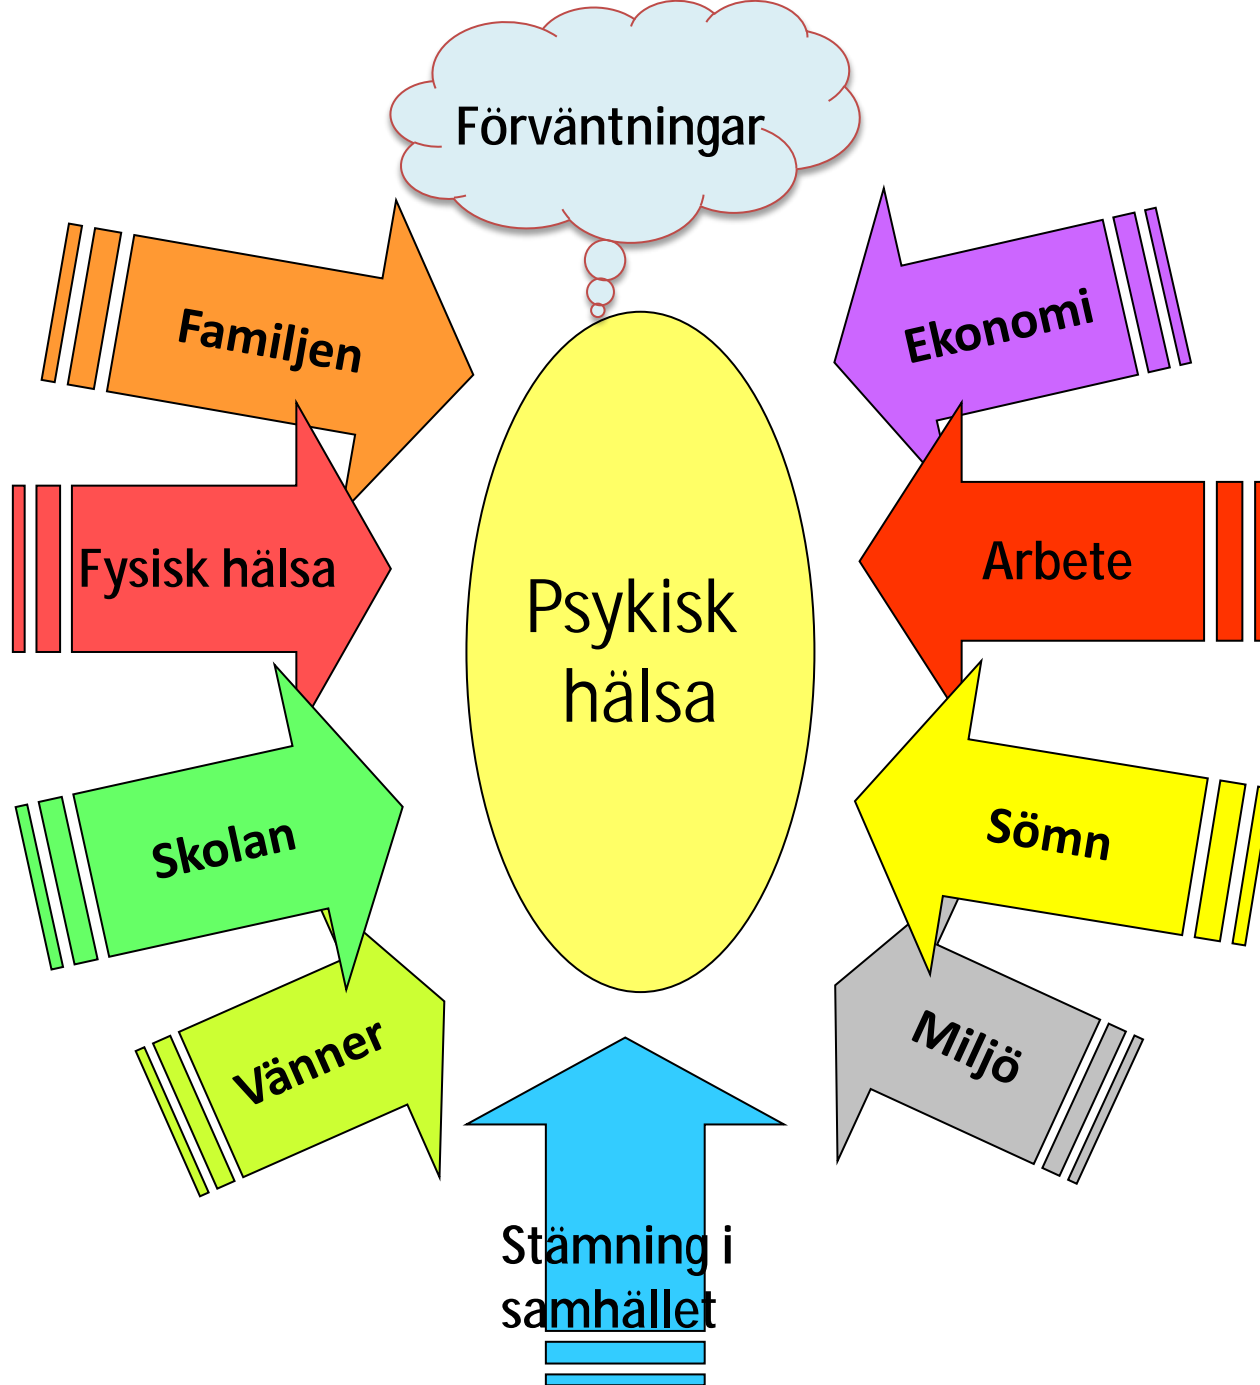 Förväntningar
Familjen
Ekonomi
Fysisk hälsa
Arbete
Psykisk
hälsa
Skolan
Sömn
Vänner
Miljö
Stämning i
samhället